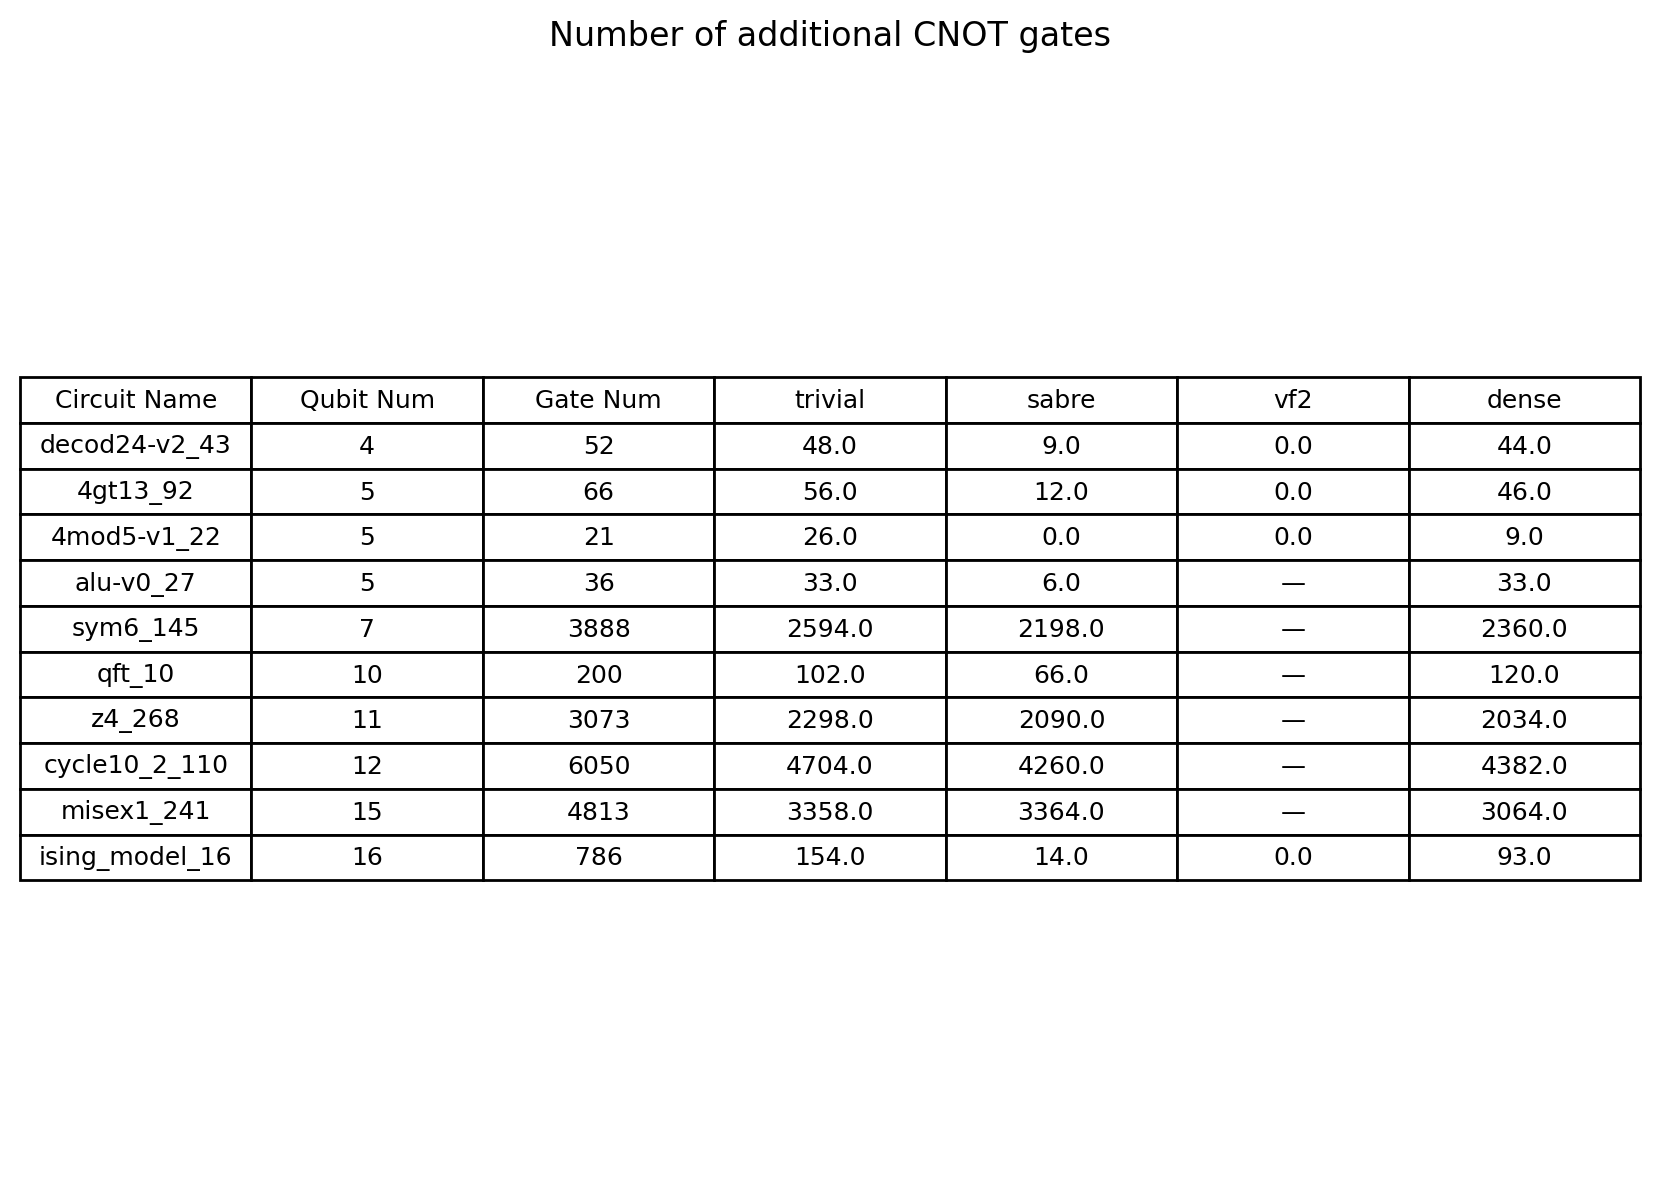 Number of additional CNOT gates
Circuit Name Qubit Num Gate Num trivial sabre vf2 dense
decod24-v2_43 4 52 48.0 9.0 0.0 44.0
4gt13_92 5 66 56.0 12.0 0.0 46.0
4mod5-v1_22 5 21 26.0 0.0 0.0 9.0
alu-v0_27 5 36 33.0 6.0 — 33.0
sym6_145 7 3888 2594.0 2198.0 — 2360.0
qft_10 10 200 102.0 66.0 — 120.0
z4_268 11 3073 2298.0 2090.0 — 2034.0
cycle10_2_110 12 6050 4704.0 4260.0 — 4382.0
misex1_241 15 4813 3358.0 3364.0 — 3064.0
ising_model_16 16 786 154.0 14.0 0.0 93.0